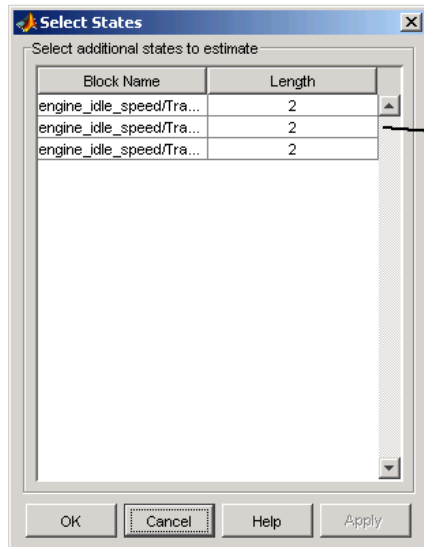 Select States
Select additional states to estimate
Block Name Length
engine_idle_speed/Tra... 2
engine_idle_speed/Tra... 2
engine_idle_speed/Tra... 2
OK Cancel Help Apply